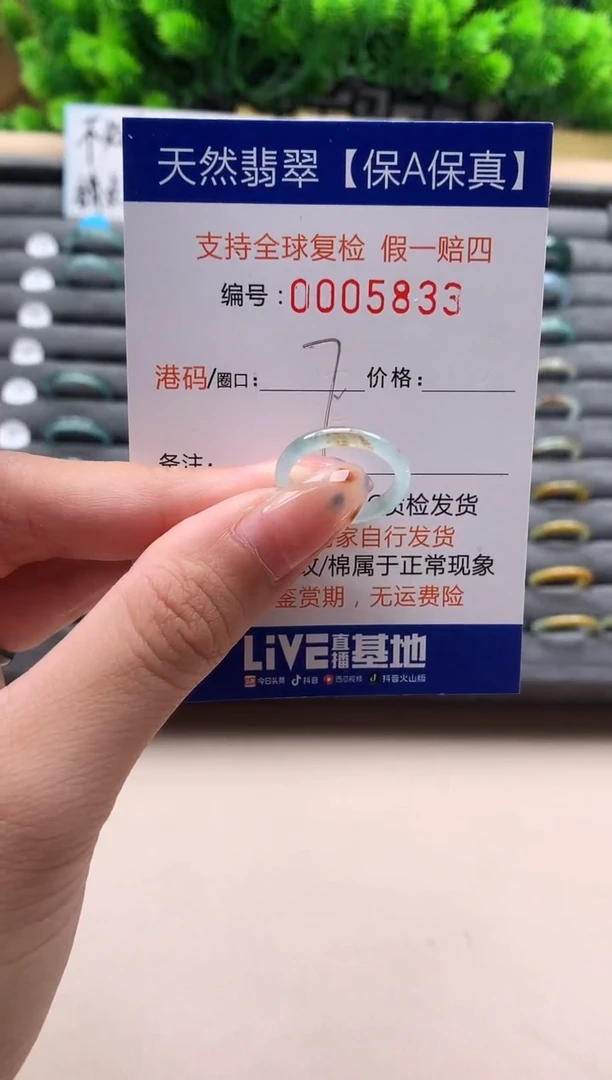 天然翡翠【保A保真】
支持全球复检 假一赔四
编号:0005833
港码/圈口: 7 价格:
备注:
质检发货
家自行发货
纹/棉属于正常现象
鉴赏期，无运费险
LiVE直播基地
今日头条 抖音 西瓜视频 抖音火山版